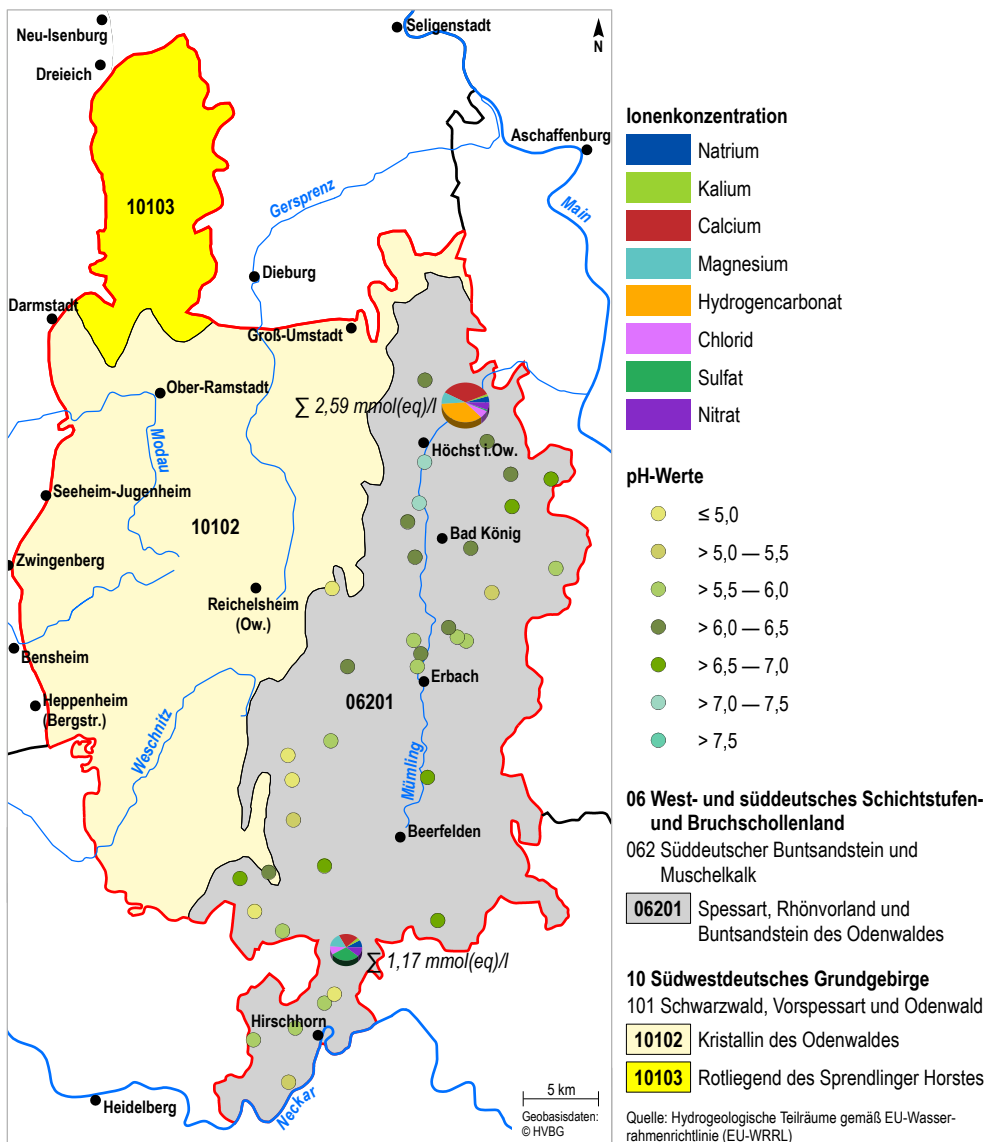 Neu-Isenburg
Dreieich
Seligenstadt
N
Aschaffenburg
Main
Gersprenz
10103
Dieburg
Darmstadt
Groß-Umstadt
Ober-Ramstadt
∑ 2,59 mmol(eq)/l
Modau
Höchst i.Ow.
Seeheim-Jugenheim
10102
Bad König
Zwingenberg
Reichelsheim
(Ow.)
Bensheim
Erbach
06201
Heppenheim
(Bergstr.)
Weschnitz
Mümling
Beerfelden
∑ 1,17 mmol(eq)/l
Hirschhorn
Neckar
Heidelberg
5 km
Geobasisdaten:
© HVBG
Ionenkonzentration
Natrium
Kalium
Calcium
Magnesium
Hydrogencarbonat
Chlorid
Sulfat
Nitrat
pH-Werte
≤ 5,0
> 5,0 — 5,5
> 5,5 — 6,0
> 6,0 — 6,5
> 6,5 — 7,0
> 7,0 — 7,5
> 7,5
06 West- und süddeutsches Schichtstufen-
und Bruchschollenland
062 Süddeutscher Buntsandstein und
Muschelkalk
06201 Spessart, Rhönvorland und
Buntsandstein des Odenwaldes
10 Südwestdeutsches Grundgebirge
101 Schwarzwald, Vorspessart und Odenwald
10102 Kristallin des Odenwaldes
10103 Rotliegend des Sprendlinger Horstes
Quelle: Hydrogeologische Teilräume gemäß EU-Wasser-
rahmenrichtlinie (EU-WRRL)